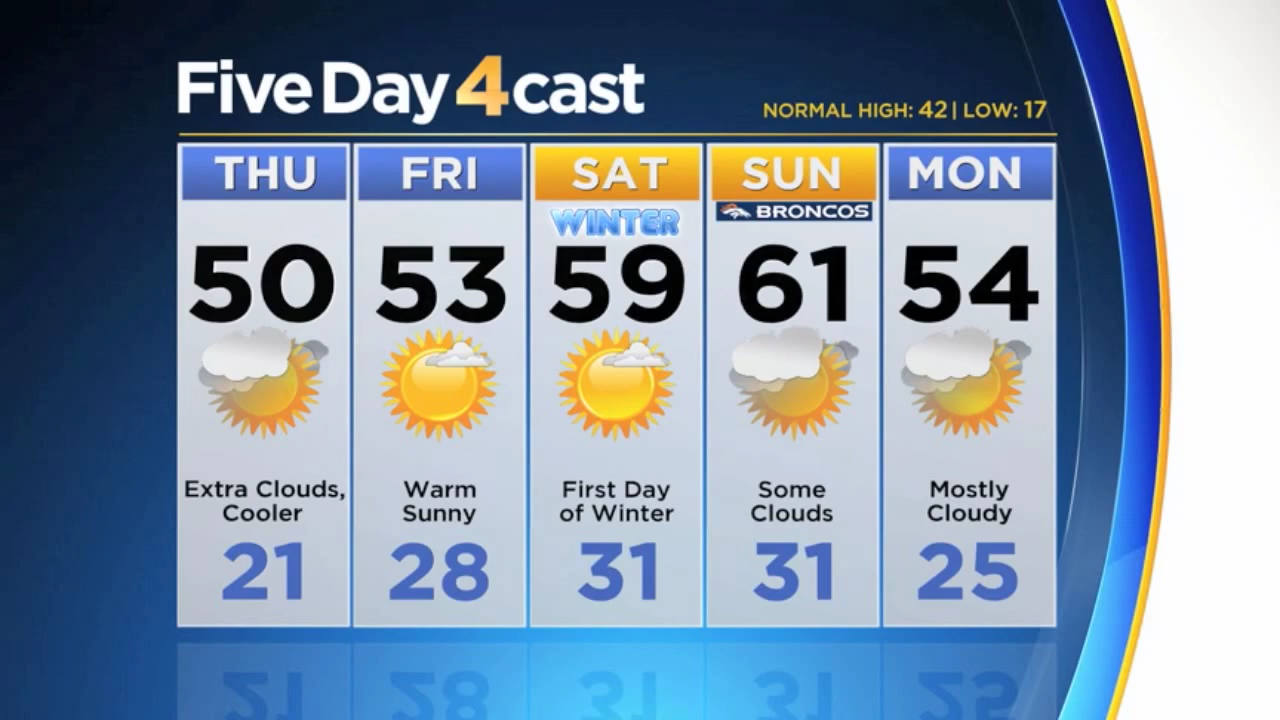 Five Day 4cast
NORMAL HIGH: 42 | LOW: 17
THU
50
Extra Clouds,
Cooler
21
FRI
53
Warm
Sunny
28
SAT
WINTER
59
First Day
of Winter
31
SUN
BRONCOS
61
Some
Clouds
31
MON
54
Mostly
Cloudy
25